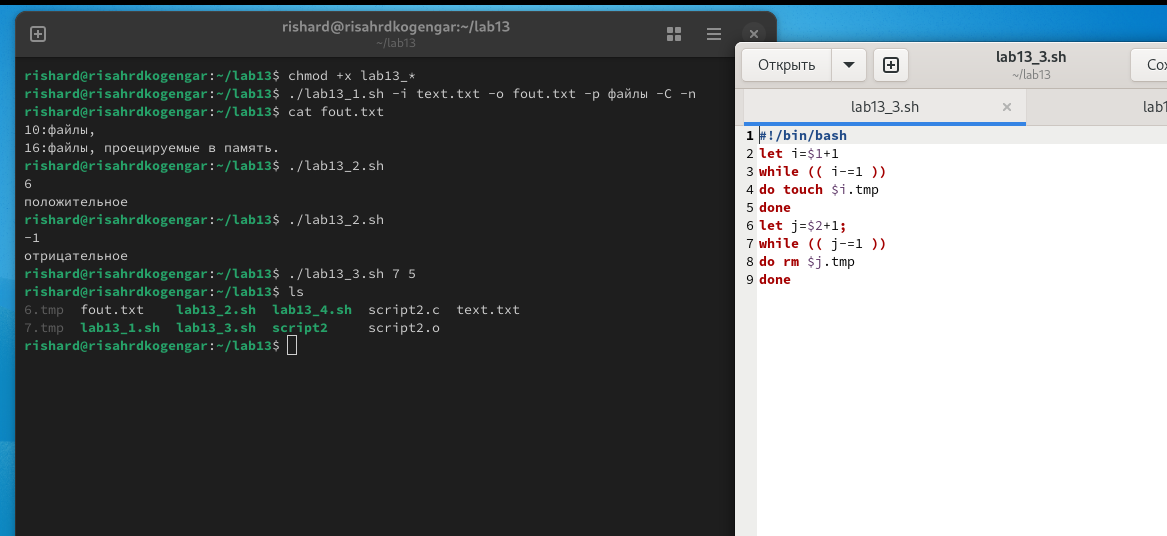 rishard@risahrdkogengar:~/lab13
~/lab13
rishard@risahrdkogengar:~/lab13$ chmod +x lab13_*
rishard@risahrdkogengar:~/lab13$ ./lab13_1.sh -i text.txt -o fout.txt -p файлы -C -n
rishard@risahrdkogengar:~/lab13$ cat fout.txt
10:файлы,
16:файлы, проецируемые в память.
rishard@risahrdkogengar:~/lab13$ ./lab13_2.sh
6
положительное
rishard@risahrdkogengar:~/lab13$ ./lab13_2.sh
-1
отрицательное
rishard@risahrdkogengar:~/lab13$ ./lab13_3.sh 7 5
rishard@risahrdkogengar:~/lab13$ ls
6.tmp fout.txt lab13_2.sh lab13_4.sh script2.c text.txt
7.tmp lab13_1.sh lab13_3.sh script2 script2.o
rishard@risahrdkogengar:~/lab13$
Открыть
lab13_3.sh
~/lab13
Сох
lab13_3.sh
lab1
1 #!/bin/bash
2 let i=$1+1
3 while (( i-=1 ))
4 do touch $i.tmp
5 done
6 let j=$2+1;
7 while (( j-=1 ))
8 do rm $j.tmp
9 done